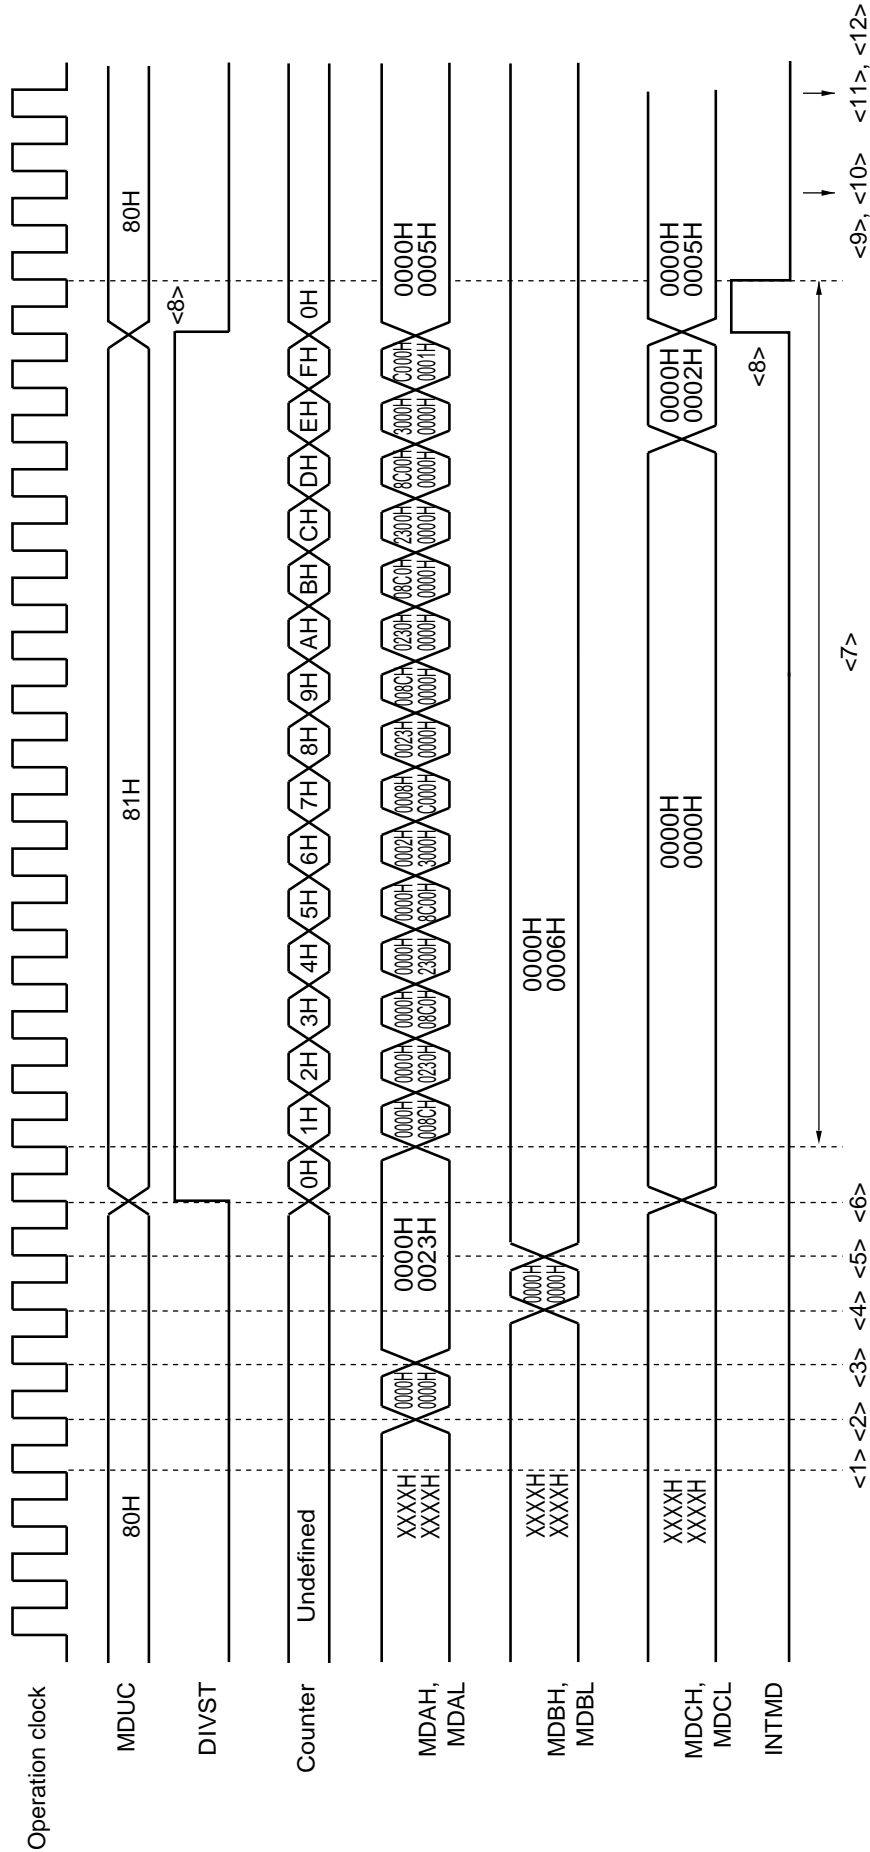 Operation clock
MDUC
80H
81H
80H
DIVST
<8>
Counter
Undefined
0H
1H
2H
3H
4H
5H
6H
7H
8H
9H
AH
BH
CH
DH
EH
FH
0H
MDAH,
MDAL
XXXXH
XXXXH
0000H
0000H
0000H
0023H
0000H
008CH
0000H
0230H
0000H
08C0H
0000H
2300H
0000H
8C00H
0002H
3000H
0008H
C000H
0023H
0000H
008CH
0000H
0230H
0000H
08C0H
0000H
2300H
0000H
8C00H
0000H
3000H
0000H
C000H
0001H
0000H
0005H
MDBH,
MDBL
XXXXH
XXXXH
0000H
0000H
0000H
0006H
MDCH,
MDCL
XXXXH
XXXXH
0000H
0000H
0000H
0002H
0000H
0005H
INTMD
<8>
<1>
<2>
<3>
<4>
<5>
<6>
<7>
<9>, <10>
<11>, <12>